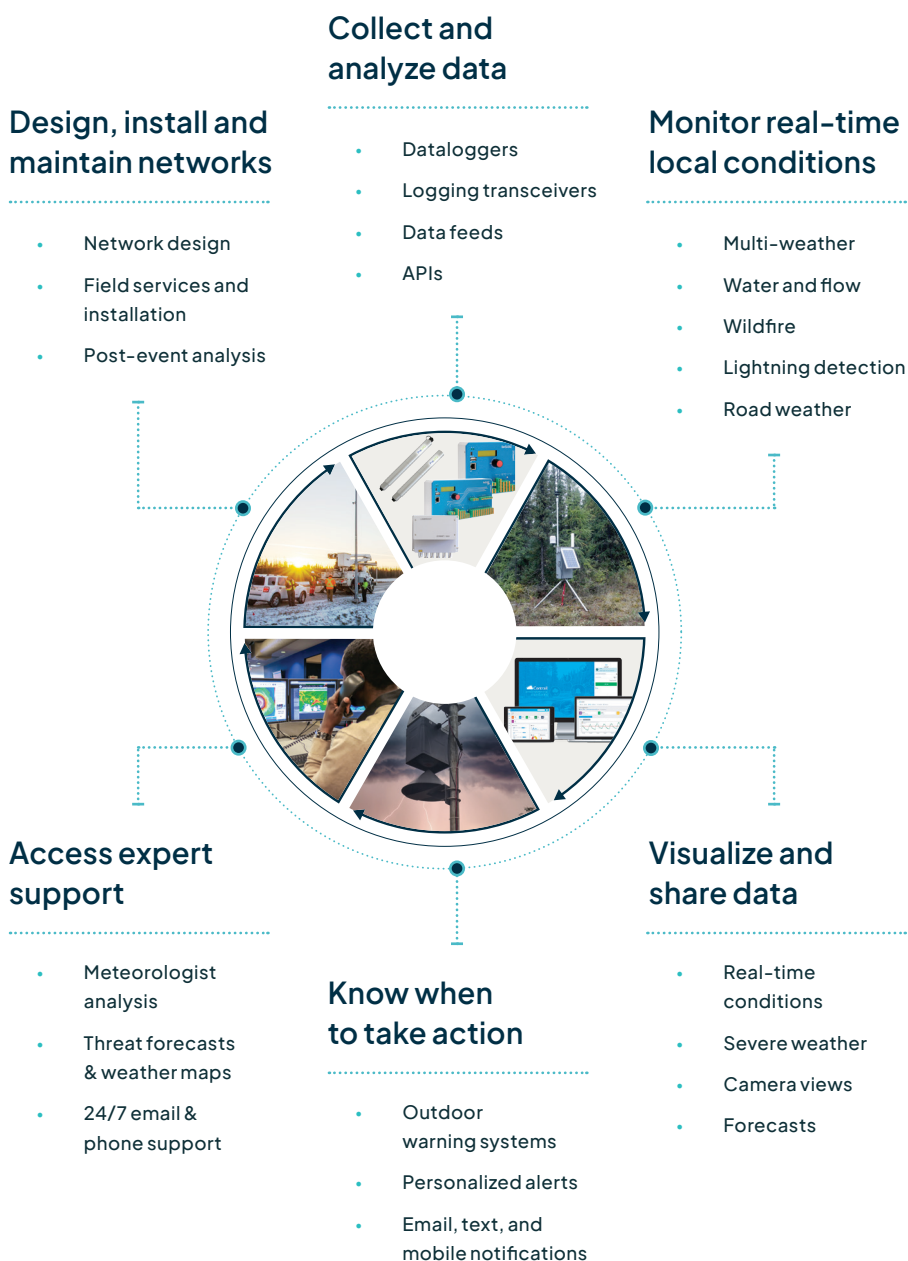 Collect and
analyze data
Dataloggers
Logging transceivers
Data feeds
APIs
Design, install and
maintain networks
Network design
Field services and
installation
Post-event analysis
Monitor real-time
local conditions
Multi-weather
Water and flow
Wildfire
Lightning detection
Road weather
Access expert
support
Meteorologist
analysis
Threat forecasts
& weather maps
24/7 email &
phone support
Know when
to take action
Outdoor
warning systems
Personalized alerts
Email, text, and
mobile notifications
Visualize and
share data
Real-time
conditions
Severe weather
Camera views
Forecasts